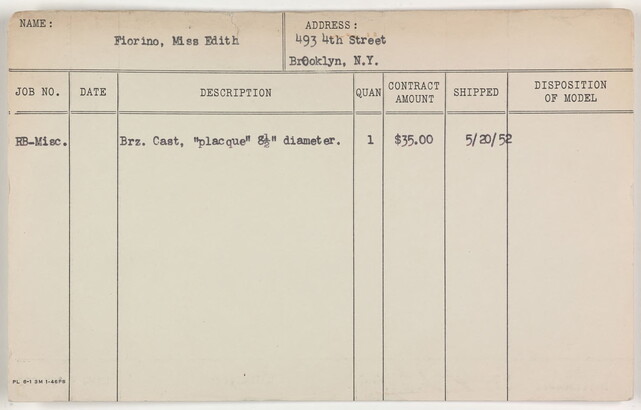 NAME:
Fiorino, Miss Edith
ADDRESS:
493 4th Street
Brooklyn, N.Y.
JOB NO. DATE DESCRIPTION QUAN CONTRACT AMOUNT SHIPPED DISPOSITION OF MODEL
RB-Misc. Brz. Cast, "placque" 8½" diameter. 1 $35.00 5/20/52